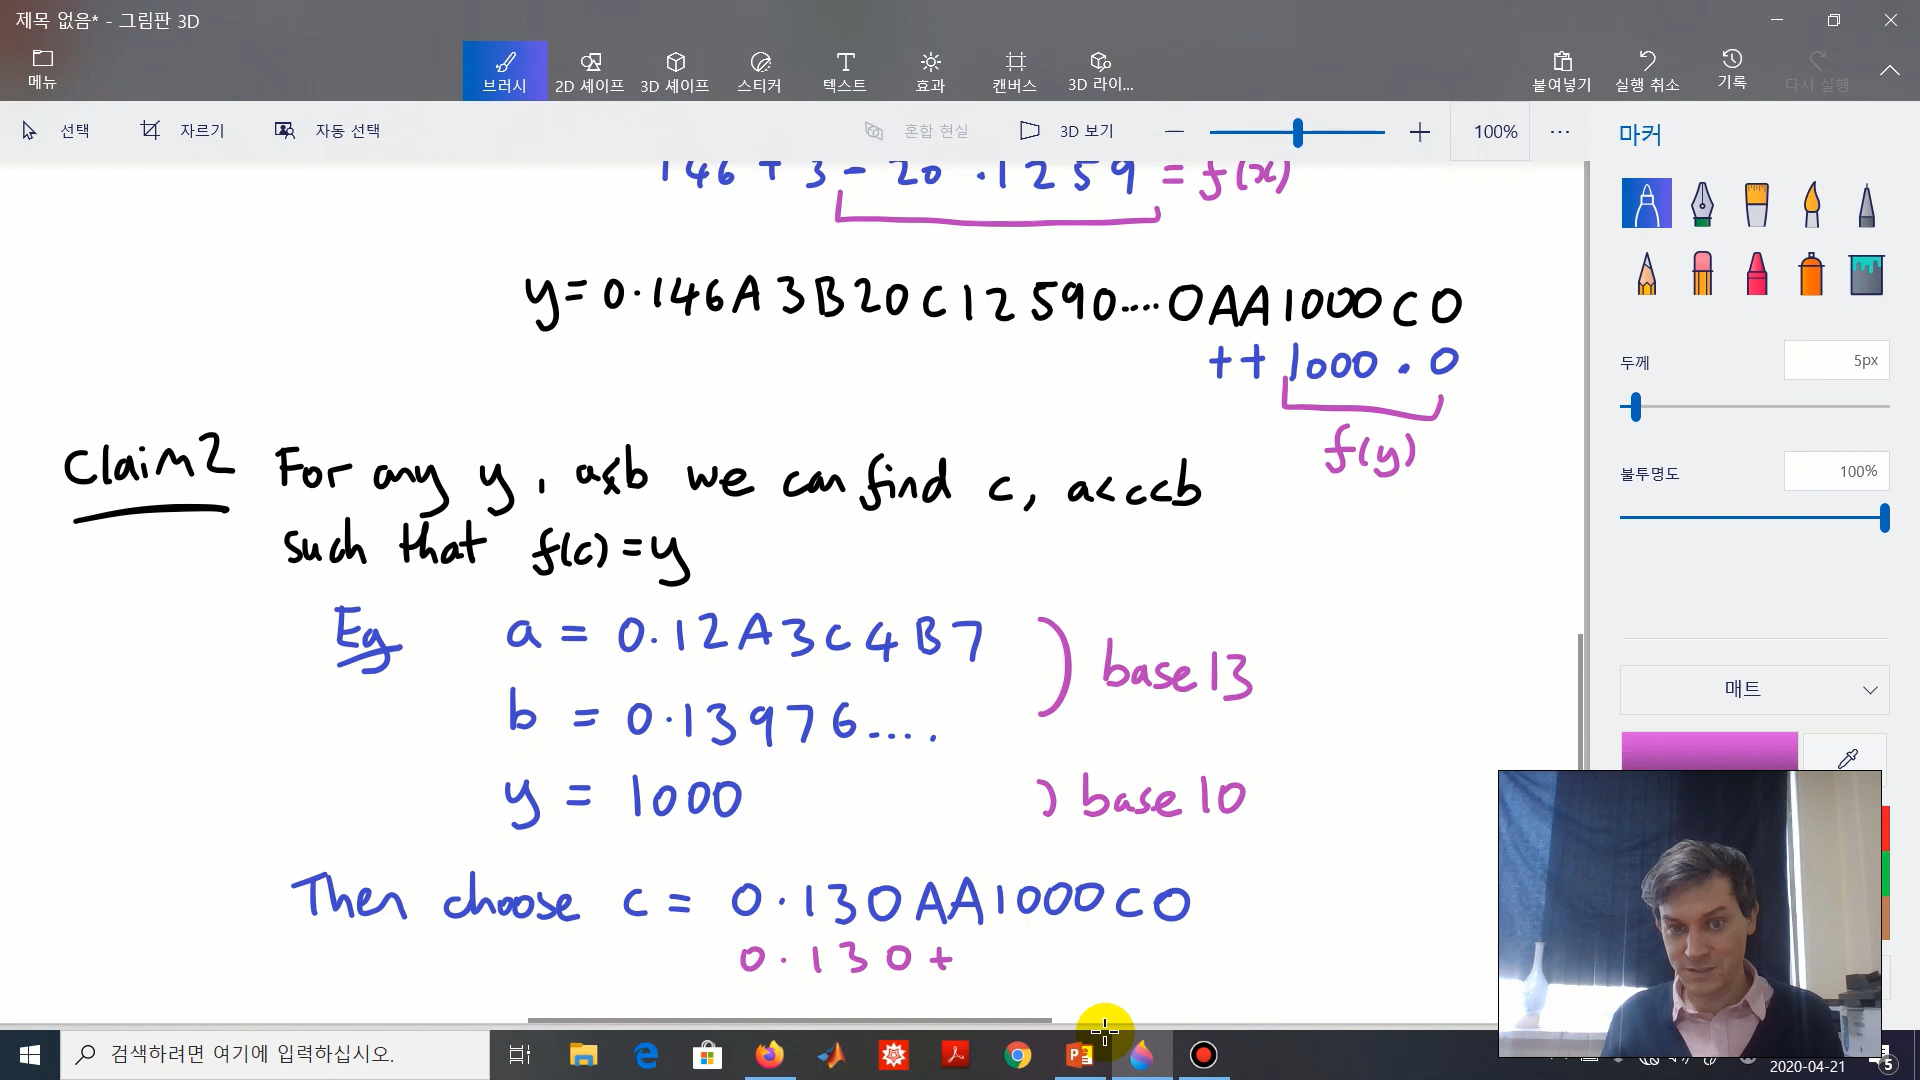 제목 없음* - 그림판 3D
메뉴
브러시 2D 셰이프 3D 셰이프 스티커 텍스트 효과 캔버스 3D 라이... 붙여넣기 실행 취소 기록 다시 실행
선택 자르기 자동 선택 혼합 현실 3D 보기 100%
마커
146 + 3 - 20 . 1259 = f(x)
y = 0.146A3B20C12590....0AA1000C0
++1000.0
f(y)
두께 5px
불투명도 100%
Claim 2 For any y, a<b we can find c, a<c<b
such that f(c) = y
Eg a = 0.12A3C4B7
base 13
b = 0.13976....
매트
y = 1000 base 10
Then choose c = 0.130AA1000C0
0.130+
검색하려면 여기에 입력하십시오.
2020-04-21
5